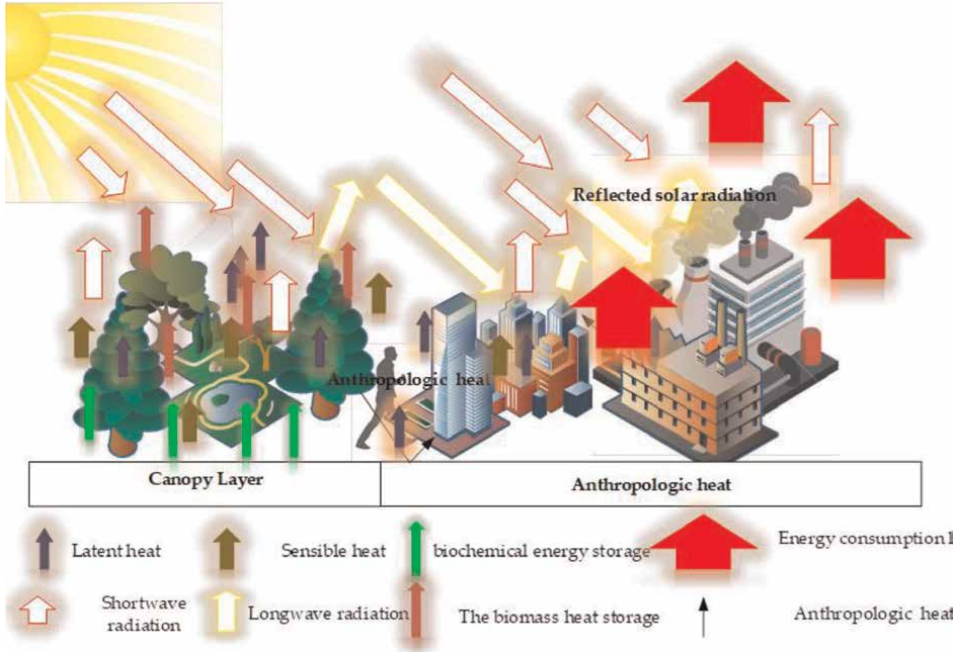 Reflected solar radiation
Anthropologic heat
Canopy Layer
Anthropologic heat
Latent heat
Sensible heat
biochemical energy storage
Energy consumption
Shortwave
radiation
Longwave radiation
The biomass heat storage
Anthropologic heat